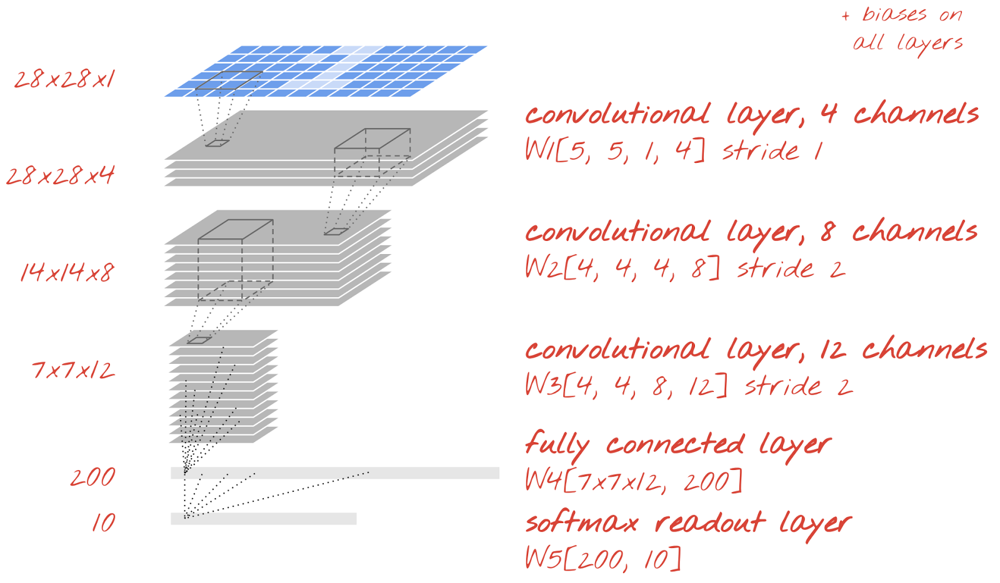 + biases on
all layers
28x28x1
convolutional layer, 4 channels
W1[5, 5, 1, 4] stride 1
28x28x4
convolutional layer, 8 channels
W2[4, 4, 4, 8] stride 2
14x14x8
convolutional layer, 12 channels
W3[4, 4, 8, 12] stride 2
7x7x12
fully connected layer
W4[7x7x12, 200]
200
softmax readout layer
W5[200, 10]
10